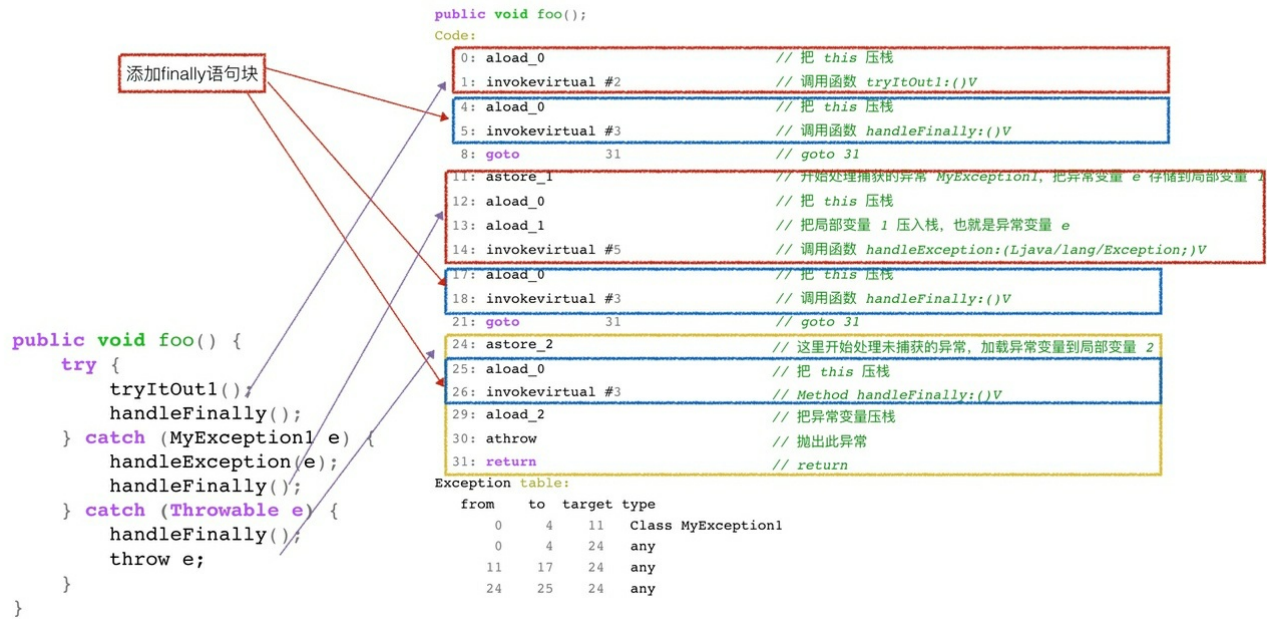 public void foo();
Code:
添加finally语句块
0: aload_0 // 把 this 压栈
1: invokevirtual #2 // 调用函数 tryItOut1:()V
4: aload_0 // 把 this 压栈
5: invokevirtual #3 // 调用函数 handleFinally:()V
8: goto 31 // goto 31
11: astore_1 // 开始处理捕获的异常 MyException1，把异常变量 e 存储到局部变量 1
12: aload_0 // 把 this 压栈
13: aload_1 // 把局部变量 1 压入栈，也就是异常变量 e
14: invokevirtual #5 // 调用函数 handleException:(Ljava/lang/Exception;)V
17: aload_0 // 把 this 压栈
18: invokevirtual #3 // 调用函数 handleFinally:()V
21: goto 31 // goto 31
24: astore_2 // 这里开始处理未捕获的异常，加载异常变量到局部变量 2
25: aload_0 // 把 this 压栈
26: invokevirtual #3 // Method handleFinally:()V
29: aload_2 // 把异常变量压栈
30: athrow // 抛出此异常
31: return // return
Exception table:
from to target type
0 4 11 Class MyException1
0 4 24 any
11 17 24 any
24 25 24 any
public void foo() {
try {
tryItOut1();
handleFinally();
} catch (MyException1 e) {
handleException(e);
handleFinally();
} catch (Throwable e) {
handleFinally();
throw e;
}
}